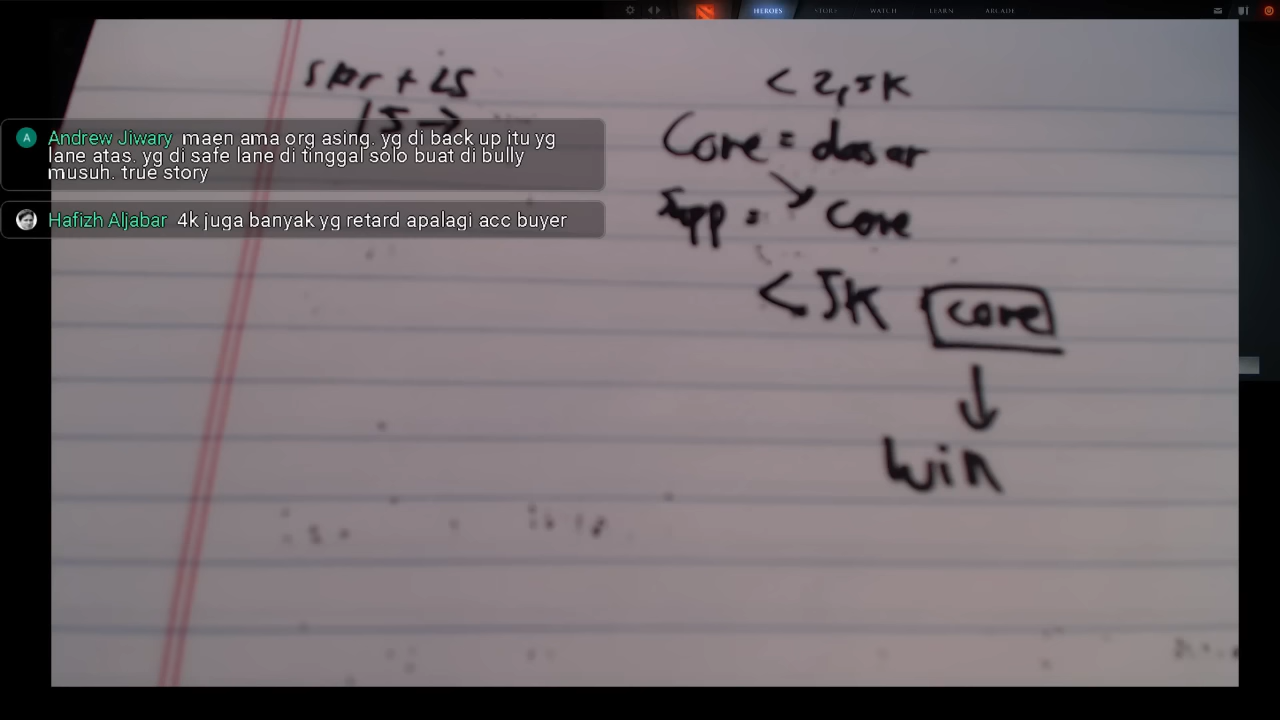 HEROES STORE WATCH LEARN ARCADE
15 →
< 2,5K
Core = dasar
Supp = Core
< 5K core
↓
Win
Andrew Jiwary maen ama org asing. yg di back up itu yg
lane atas. yg di safe lane di tinggal solo buat di bully
musuh. true story
Hafizh Aljabar 4k juga banyak yg retard apalagi acc buyer